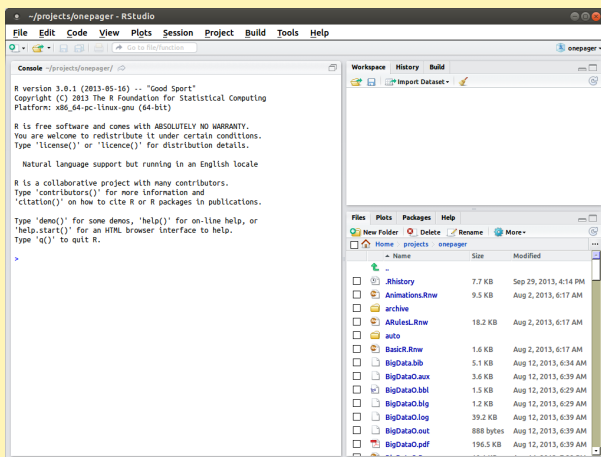 ~/projects/onepager - RStudio
File Edit Code View Plots Session Project Build Tools Help
Go to file/function
onepager
Console ~/projects/onepager/
R version 3.0.1 (2013-05-16) -- "Good Sport"
Copyright (C) 2013 The R Foundation for Statistical Computing
Platform: x86_64-pc-linux-gnu (64-bit)
R is free software and comes with ABSOLUTELY NO WARRANTY.
You are welcome to redistribute it under certain conditions.
Type 'license()' or 'licence()' for distribution details.
Natural language support but running in an English locale
R is a collaborative project with many contributors.
Type 'contributors()' for more information and
'citation()' on how to cite R or R packages in publications.
Type 'demo()' for some demos, 'help()' for on-line help, or
'help.start()' for an HTML browser interface to help.
Type 'q()' to quit R.
>
Workspace History Build
Import Dataset
Files Plots Packages Help
New Folder Delete Rename More
Home projects onepager ...
Name Size Modified
..
.Rhistory 7.7 KB Sep 29, 2013, 4:14 PM
Animations.Rnw 9.5 KB Aug 2, 2013, 6:17 AM
archive
ARulesL.Rnw 18.2 KB Aug 2, 2013, 6:17 AM
auto
BasicR.Rnw 1.6 KB Aug 2, 2013, 6:17 AM
BigData.bib 5.1 KB Aug 12, 2013, 6:34 AM
BigDataO.aux 3.6 KB Aug 12, 2013, 6:39 AM
BigDataO.bbl 1.5 KB Aug 12, 2013, 6:29 AM
BigDataO.blg 1.2 KB Aug 12, 2013, 6:29 AM
BigDataO.log 39.2 KB Aug 12, 2013, 6:39 AM
BigDataO.out 888 bytes Aug 12, 2013, 6:39 AM
BigDataO.pdf 196.5 KB Aug 12, 2013, 6:39 AM